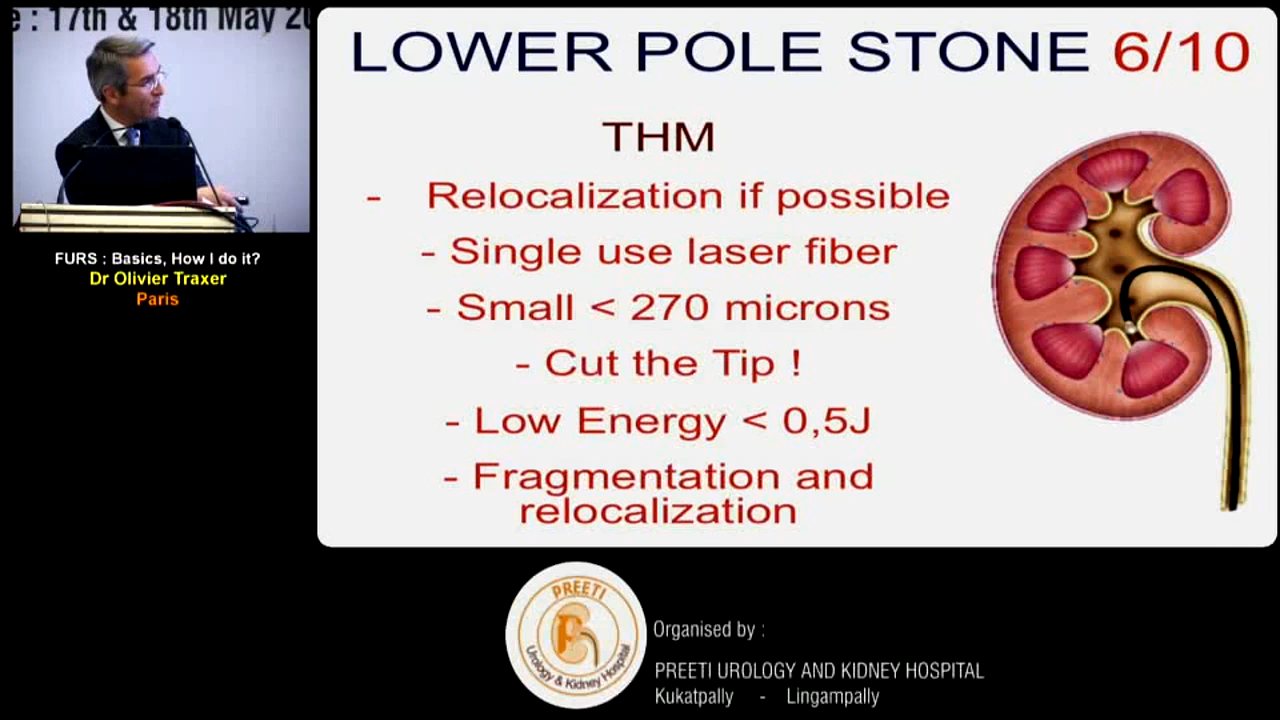 e : 17th & 18th May 20
FURS : Basics, How I do it?
Dr Olivier Traxer
Paris
LOWER POLE STONE 6/10
THM
- Relocalization if possible
- Single use laser fiber
- Small < 270 microns
- Cut the Tip !
- Low Energy < 0,5J
- Fragmentation and
relocalization
PREETI
Urology & Kidney Hospital
Organised by :
PREETI UROLOGY AND KIDNEY HOSPITAL
Kukatpally - Lingampally